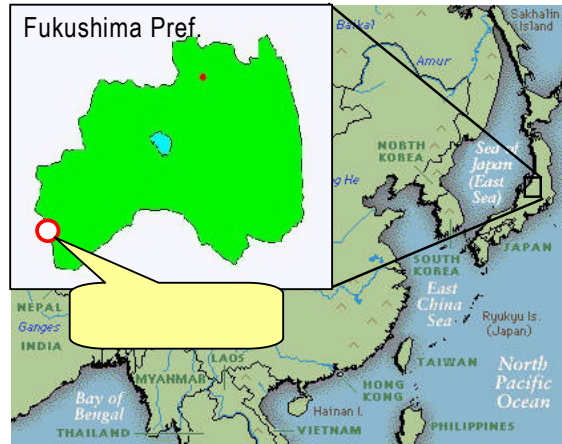 Fukushima Pref.
Baikal
Sakhalin
Island
Amur
NORTH
KOREA
Sea of
Japan
(East
Sea)
He
JAPAN
SOUTH
KOREA
East
China
Sea
Ryukyu Is.
(Japan)
NEPAL
Ganges
INDIA
TAIWAN
North
Pacific
Ocean
LAOS
MYANMAR
HONG
KONG
Bay of
Bengal
Hainan I.
THAILAND
VIETNAM
PHILIPPINES